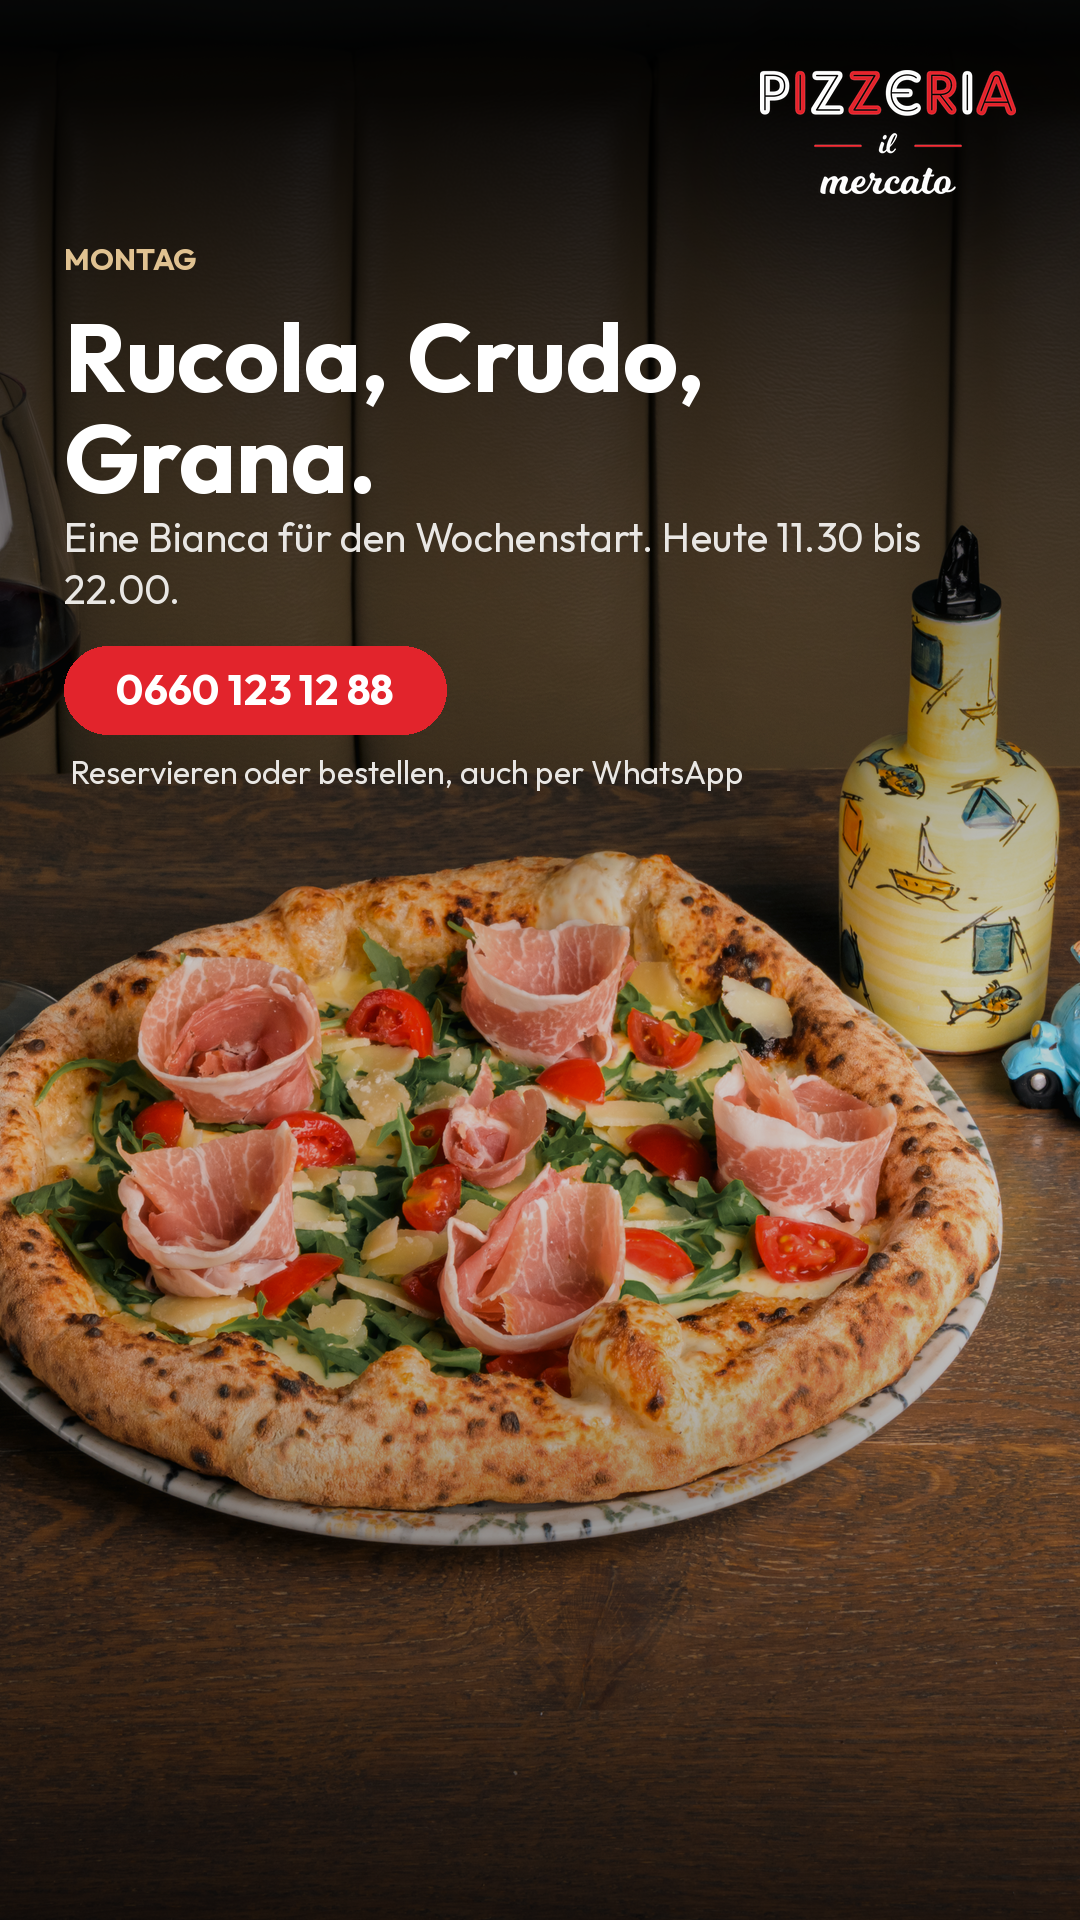 PIZZERIA
il
mercato
MONTAG
Rucola, Crudo,
Grana.
Eine Bianca für den Wochenstart. Heute 11.30 bis
22.00.
0660 123 12 88
Reservieren oder bestellen, auch per WhatsApp